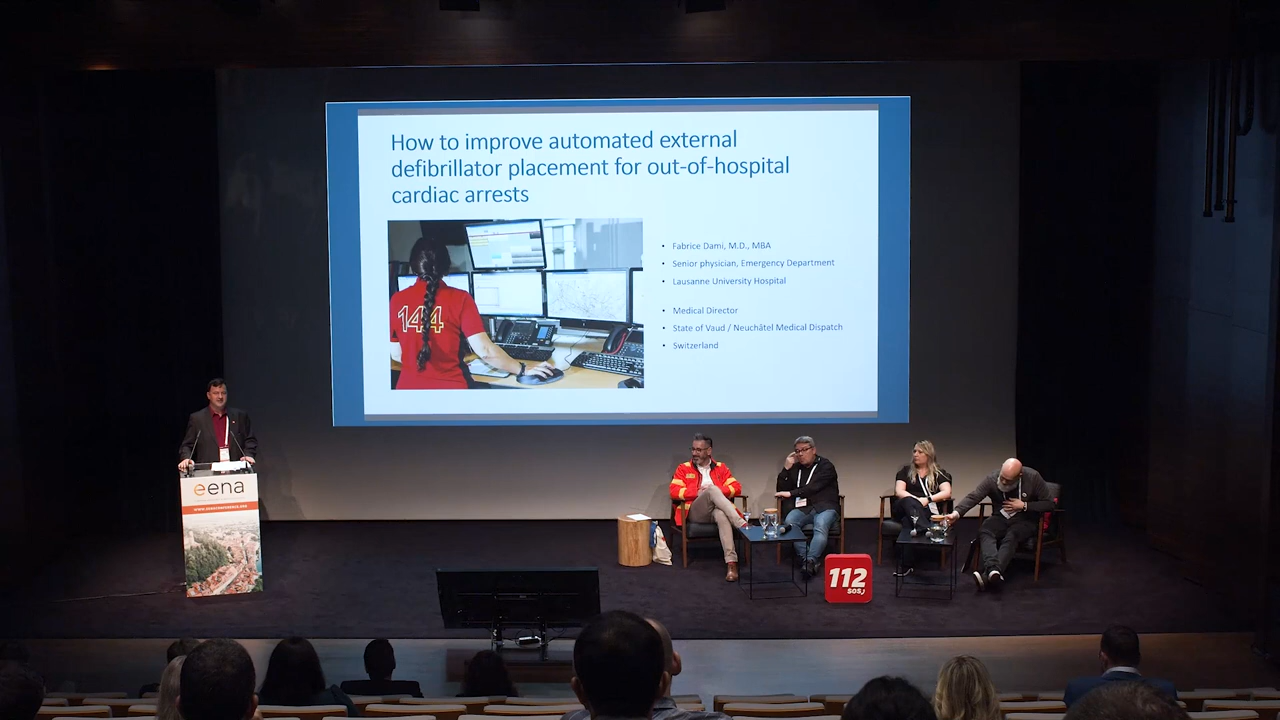 How to improve automated external
defibrillator placement for out-of-hospital
cardiac arrests
144
• Fabrice Dami, M.D., MBA
• Senior physician, Emergency Department
• Lausanne University Hospital
• Medical Director
• State of Vaud / Neuchâtel Medical Dispatch
• Switzerland
eena
112
SOS